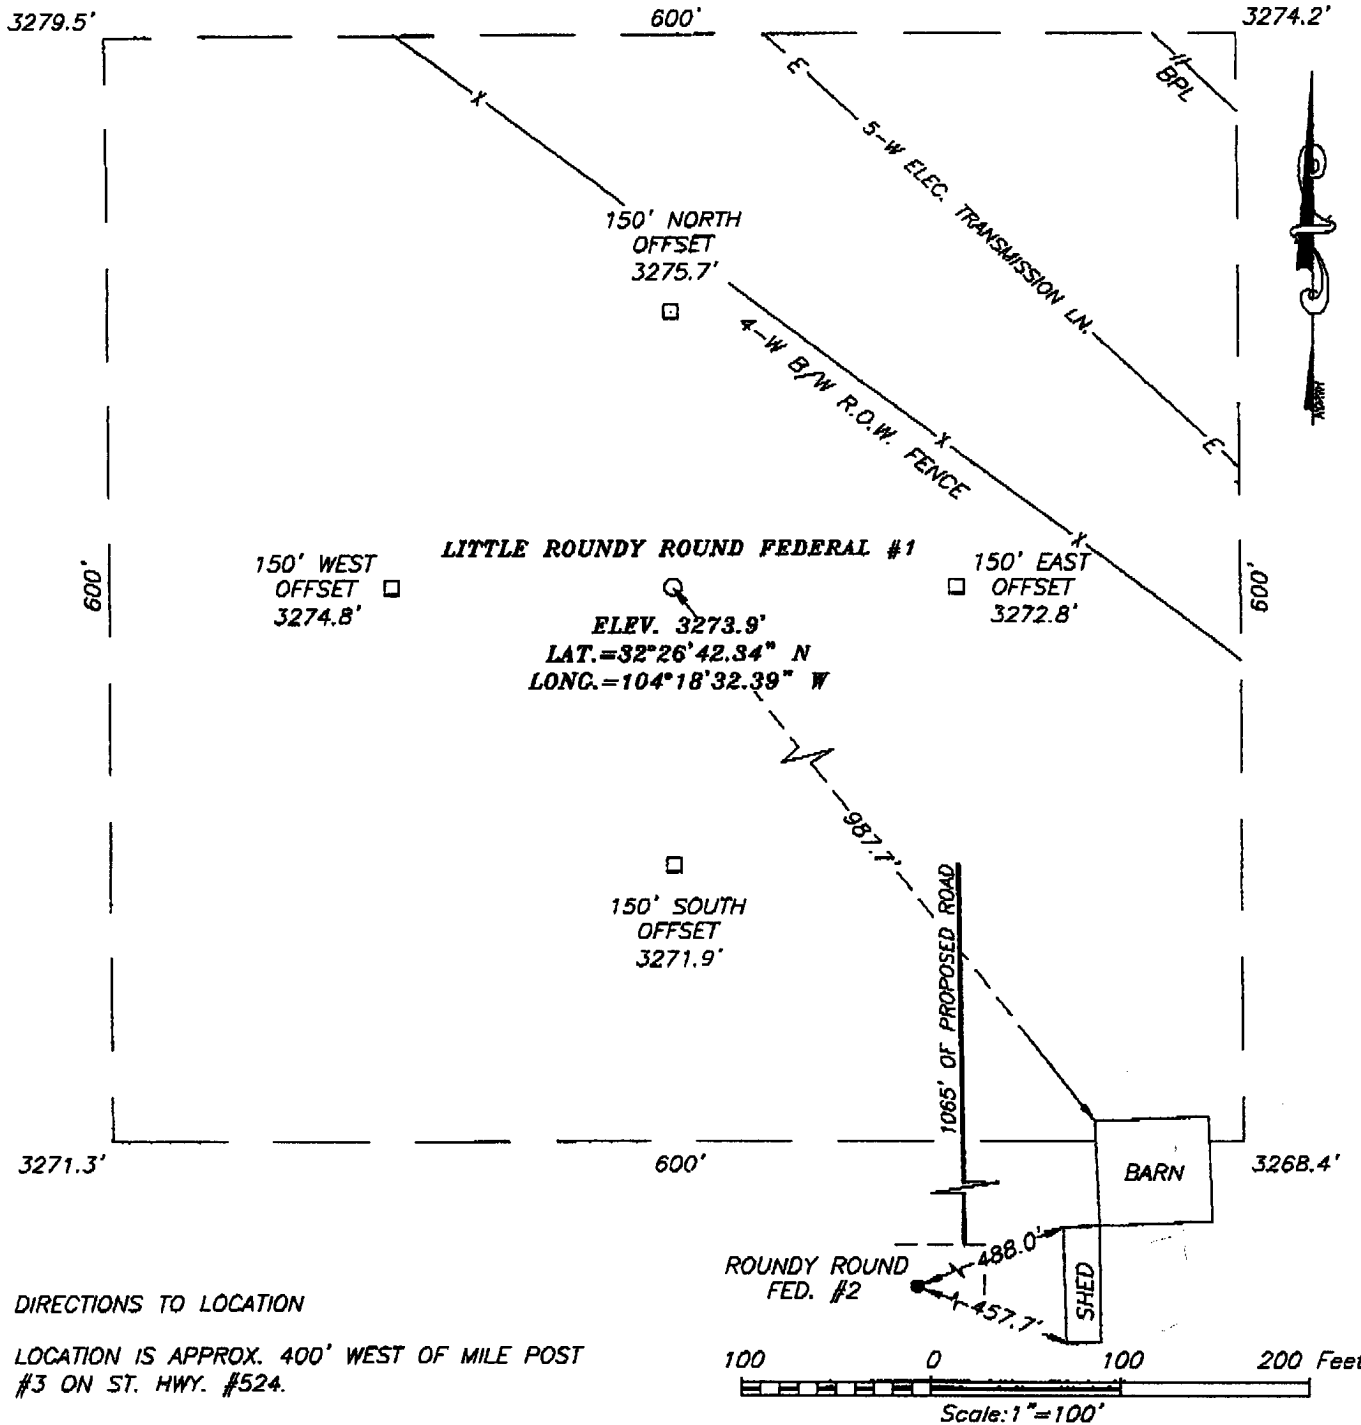 3279.5'
600'
3274.2'
E
BPL
X
5-W ELEC. TRANSMISSION LN.
150' NORTH
OFFSET
3275.7'
4-W B/W R.O.W. FENCE
X
E
NORTH
X
LITTLE ROUNDY ROUND FEDERAL #1
600'
150' WEST
OFFSET
3274.8'
150' EAST
OFFSET
3272.8'
600'
ELEV. 3273.9'
LAT.=32°26'42.34" N
LONG.=104°18'32.39" W
987.7'
150' SOUTH
OFFSET
3271.9'
1065' OF PROPOSED ROAD
3271.3'
600'
BARN
3268.4'
488.0'
ROUNDY ROUND
FED. #2
SHED
457.7'
DIRECTIONS TO LOCATION
LOCATION IS APPROX. 400' WEST OF MILE POST
#3 ON ST. HWY. #524.
100 0 100 200 Feet
Scale:1"=100'